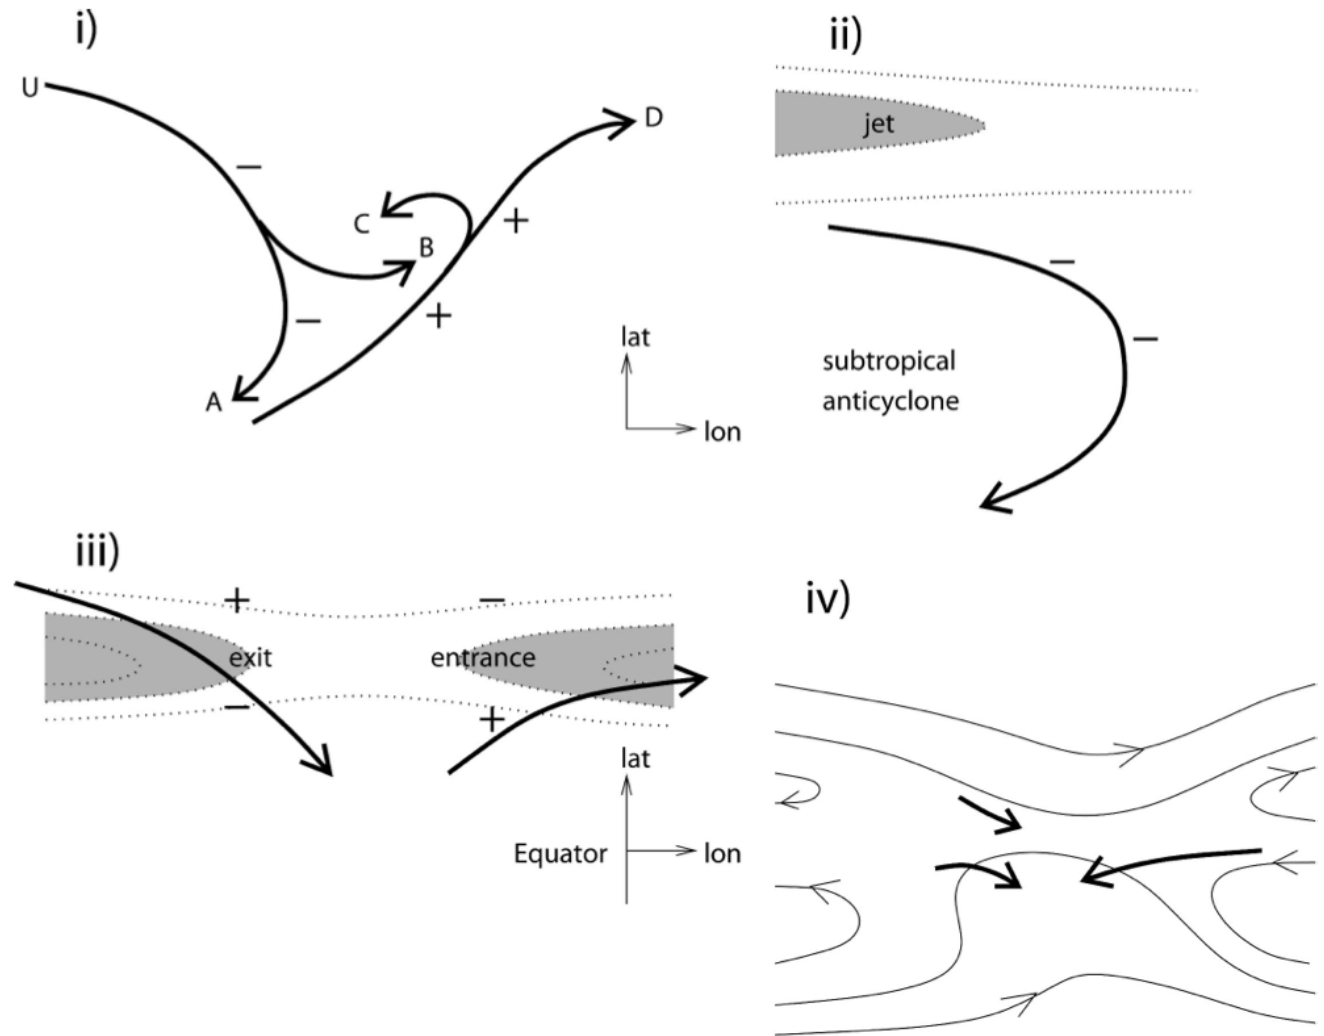 i)
U
−
D
C
B
+
−
+
A
lat
lon
ii)
jet
−
−
subtropical
anticyclone
iii)
+
−
exit
entrance
−
+
lat
Equator
lon
iv)